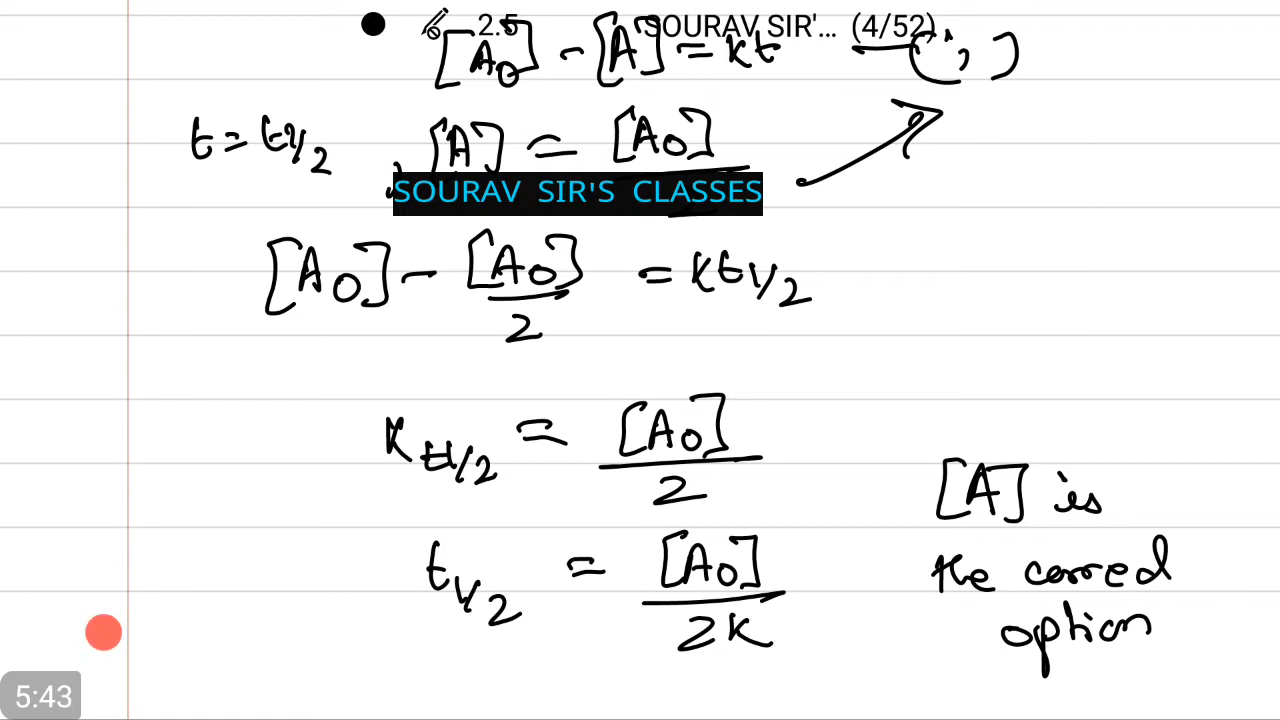 2.5 SOURAV SIR'S... (4/52)
[A₀] - [A] = Kt —(i)
t = t1/2 , [A] = [A₀]
SOURAV SIR'S CLASSES
[A₀] - [A₀]/2 = Kt1/2
Kt1/2 = [A₀]/2
[A] is
t1/2 = [A₀]/2K
the corred
option
5:43